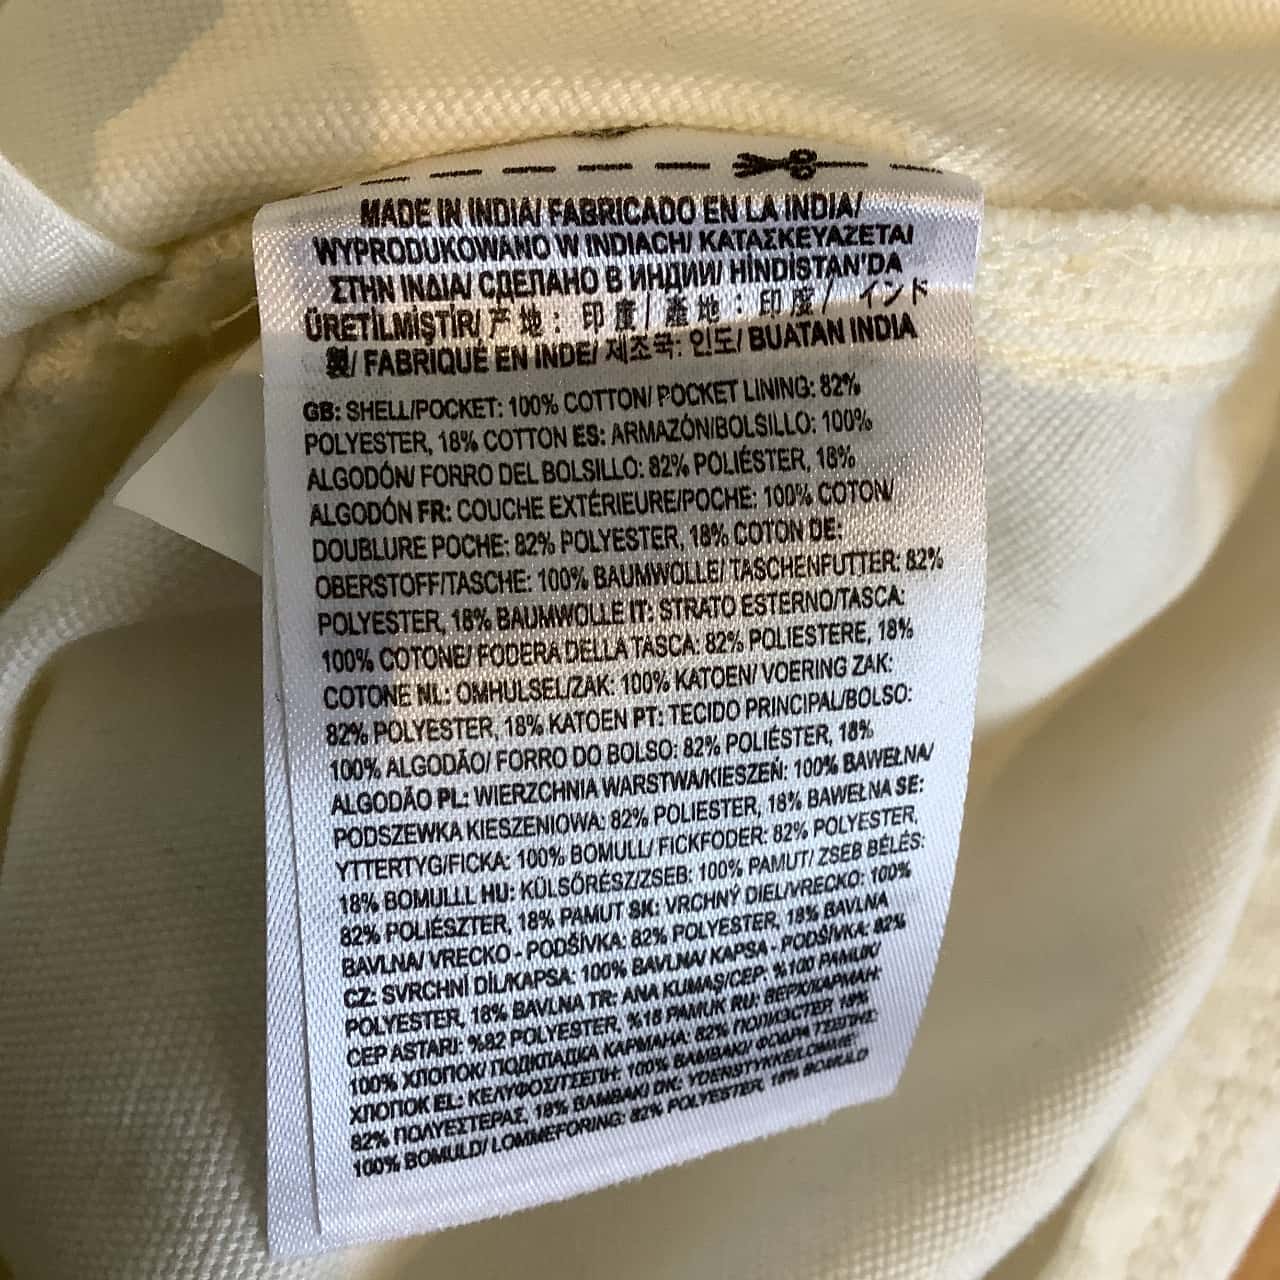 MADE IN INDIA/ FABRICADO EN LA INDIA/
WYPRODUKOWANO W INDIACH/ ΚΑΤΑΣΚΕΥΑΖΕΤΑΙ
ΣΤΗΝ ΙΝΔΙΑ/ СДЕЛАНО В ИНДИИ/ HİNDİSTAN'DA
ÜRETİLMİŞTİR/ 产地: 印度/ 產地: 印度/ インド
製/ FABRIQUÉ EN INDE/ 제조국: 인도/ BUATAN INDIA
GB: SHELL/POCKET: 100% COTTON/ POCKET LINING: 82%
POLYESTER, 18% COTTON ES: ARMAZÓN/BOLSILLO: 100%
ALGODÓN/ FORRO DEL BOLSILLO: 82% POLIÉSTER, 18%
ALGODÓN FR: COUCHE EXTÉRIEURE/POCHE: 100% COTON/
DOUBLURE POCHE: 82% POLYESTER, 18% COTON DE:
OBERSTOFF/TASCHE: 100% BAUMWOLLE/ TASCHENFUTTER: 82%
POLYESTER, 18% BAUMWOLLE IT: STRATO ESTERNO/TASCA:
100% COTONE/ FODERA DELLA TASCA: 82% POLIESTERE, 18%
COTONE NL: OMHULSEL/ZAK: 100% KATOEN/ VOERING ZAK:
82% POLYESTER, 18% KATOEN PT: TECIDO PRINCIPAL/BOLSO:
100% ALGODÃO/ FORRO DO BOLSO: 82% POLIÉSTER, 18%
ALGODÃO PL: WIERZCHNIA WARSTWA/KIESZEŃ: 100% BAWEŁNA/
PODSZEWKA KIESZENIOWA: 82% POLIESTER, 18% BAWEŁNA SE:
YTTERTYG/FICKA: 100% BOMULL/ FICKFODER: 82% POLYESTER,
18% BOMULLL HU: KÜLSŐRÉSZ/ZSEB: 100% PAMUT/ ZSEB BÉLÉS:
82% POLIÉSZTER, 18% PAMUT SK: VRCHNÝ DIEL/VRECKO: 100%
BAVLNA/ VRECKO - PODŠÍVKA: 82% POLYESTER, 18% BAVLNA
CZ: SVRCHNÍ DÍL/KAPSA: 100% BAVLNA/ KAPSA - PODŠÍVKA: 82%
POLYESTER, 18% BAVLNA TR: ANA KUMAŞ/CEP: %100 PAMUK/
CEP ASTARI: %82 POLYESTER, %18 PAMUK RU: ВЕРХ/КАРМАН:
100% ХЛОПОК/ ПОДКЛАДКА КАРМАНА: 82% ПОЛИЭСТЕР, 18%
ХЛОПОК EL: ΚΕΛΥΦΟΣ/ΤΣΕΠΗ: 100% ΒΑΜΒΑΚΙ/ ΦΟΔΡΑ ΤΣΕΠΗΣ:
82% ΠΟΛΥΕΣΤΕΡΑΣ, 18% ΒΑΜΒΑΚΙ DK: YDERSTYKKE/LOMME:
100% BOMULD/ LOMMEFORING: 82% POLYESTER, 18% BOMULD